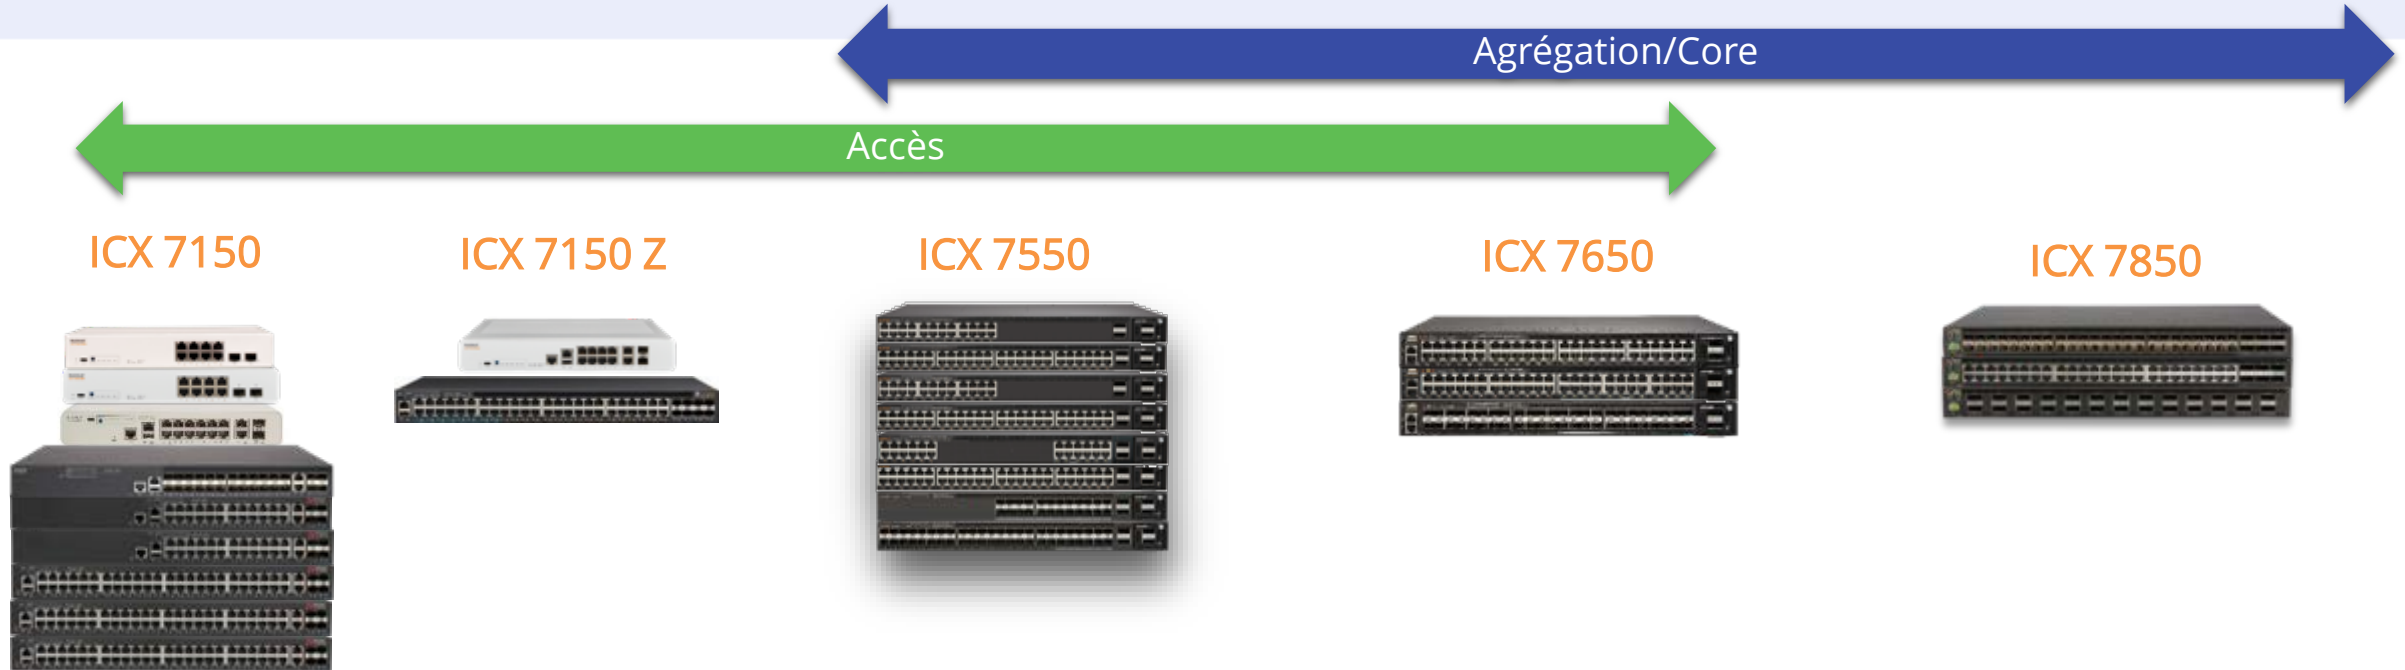 Agrégation/Core
Accès
ICX 7150
ICX 7150 Z
ICX 7550
ICX 7650
ICX 7850